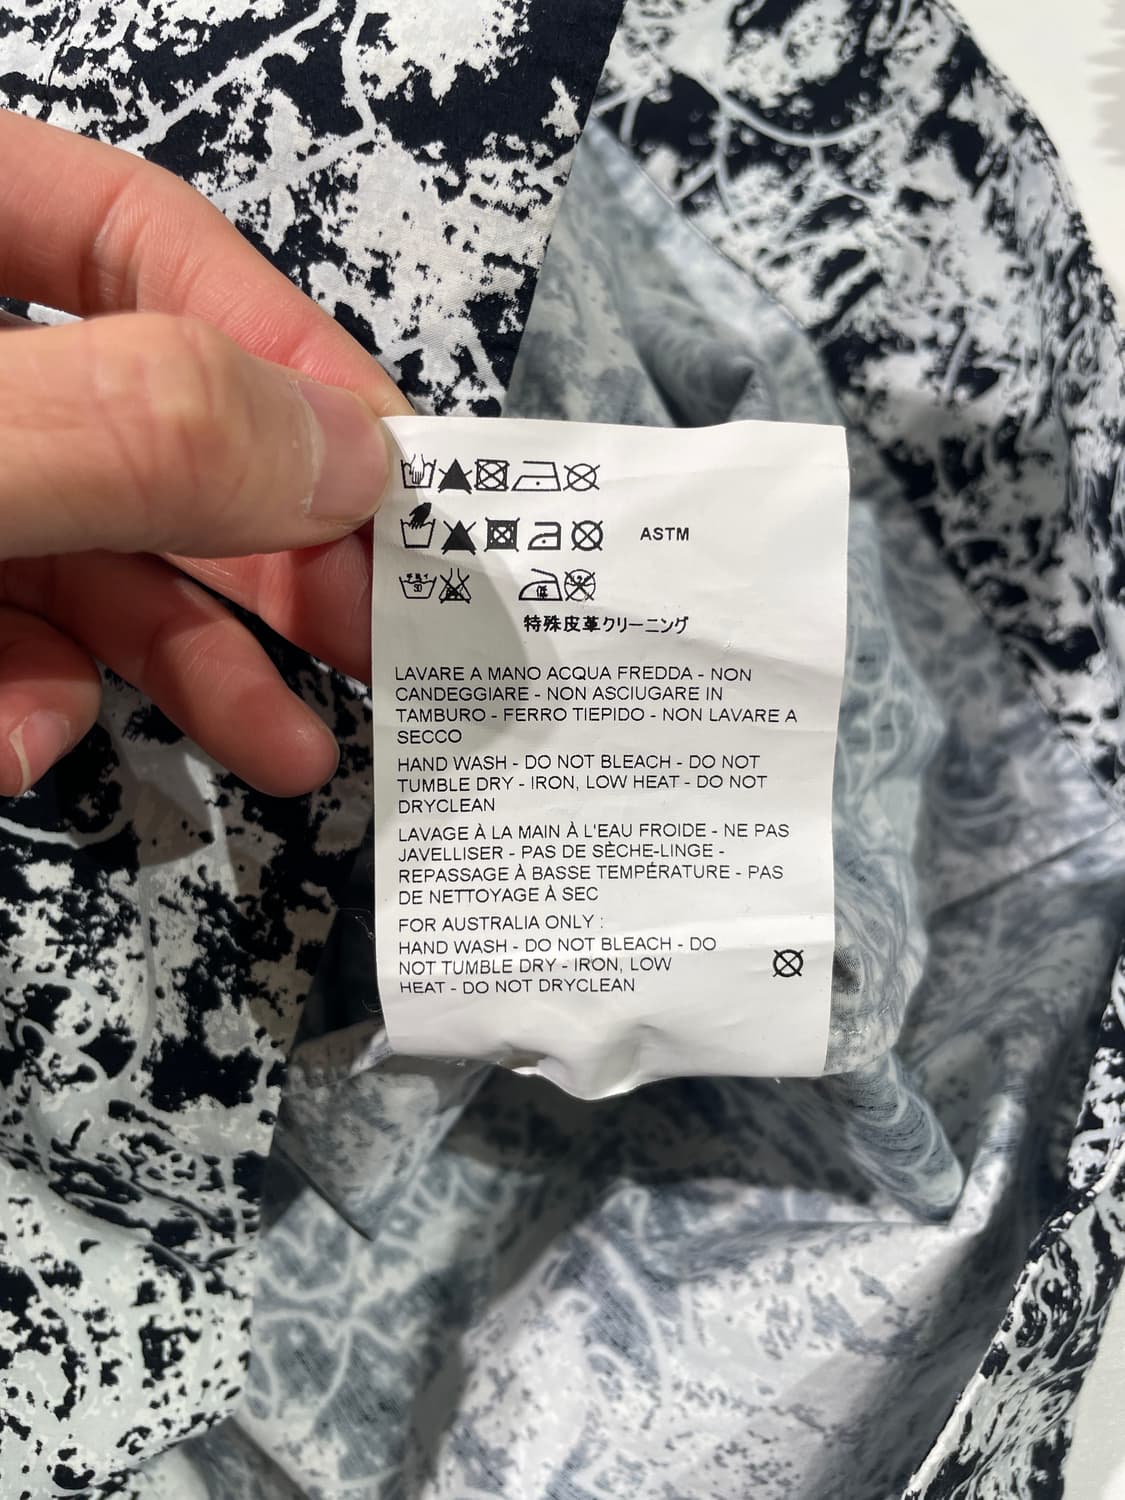 ASTM
30
特殊皮革クリーニング
LAVARE A MANO ACQUA FREDDA - NON
CANDEGGIARE - NON ASCIUGARE IN
TAMBURO - FERRO TIEPIDO - NON LAVARE A
SECCO
HAND WASH - DO NOT BLEACH - DO NOT
TUMBLE DRY - IRON, LOW HEAT - DO NOT
DRYCLEAN
LAVAGE À LA MAIN À L'EAU FROIDE - NE PAS
JAVELLISER - PAS DE SÈCHE-LINGE -
REPASSAGE À BASSE TEMPÉRATURE - PAS
DE NETTOYAGE À SEC
FOR AUSTRALIA ONLY :
HAND WASH - DO NOT BLEACH - DO
NOT TUMBLE DRY - IRON, LOW
HEAT - DO NOT DRYCLEAN